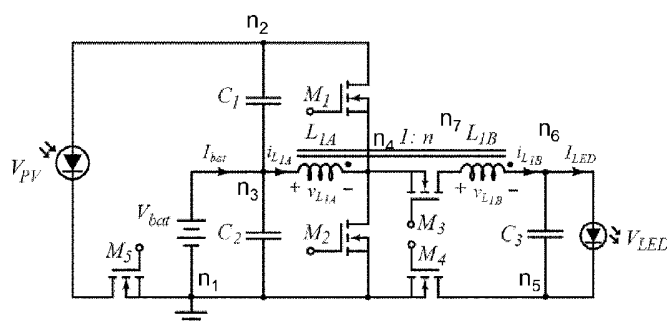 n2
C1
M1
n7
L1A
n4
1: n
L1B
n6
VPV
Ibat
iL1A
iL1B
ILED
n3
+ vL1A −
+ vL1B −
Vbat
C2
M2
M3
C3
VLED
M5
M4
n1
n5